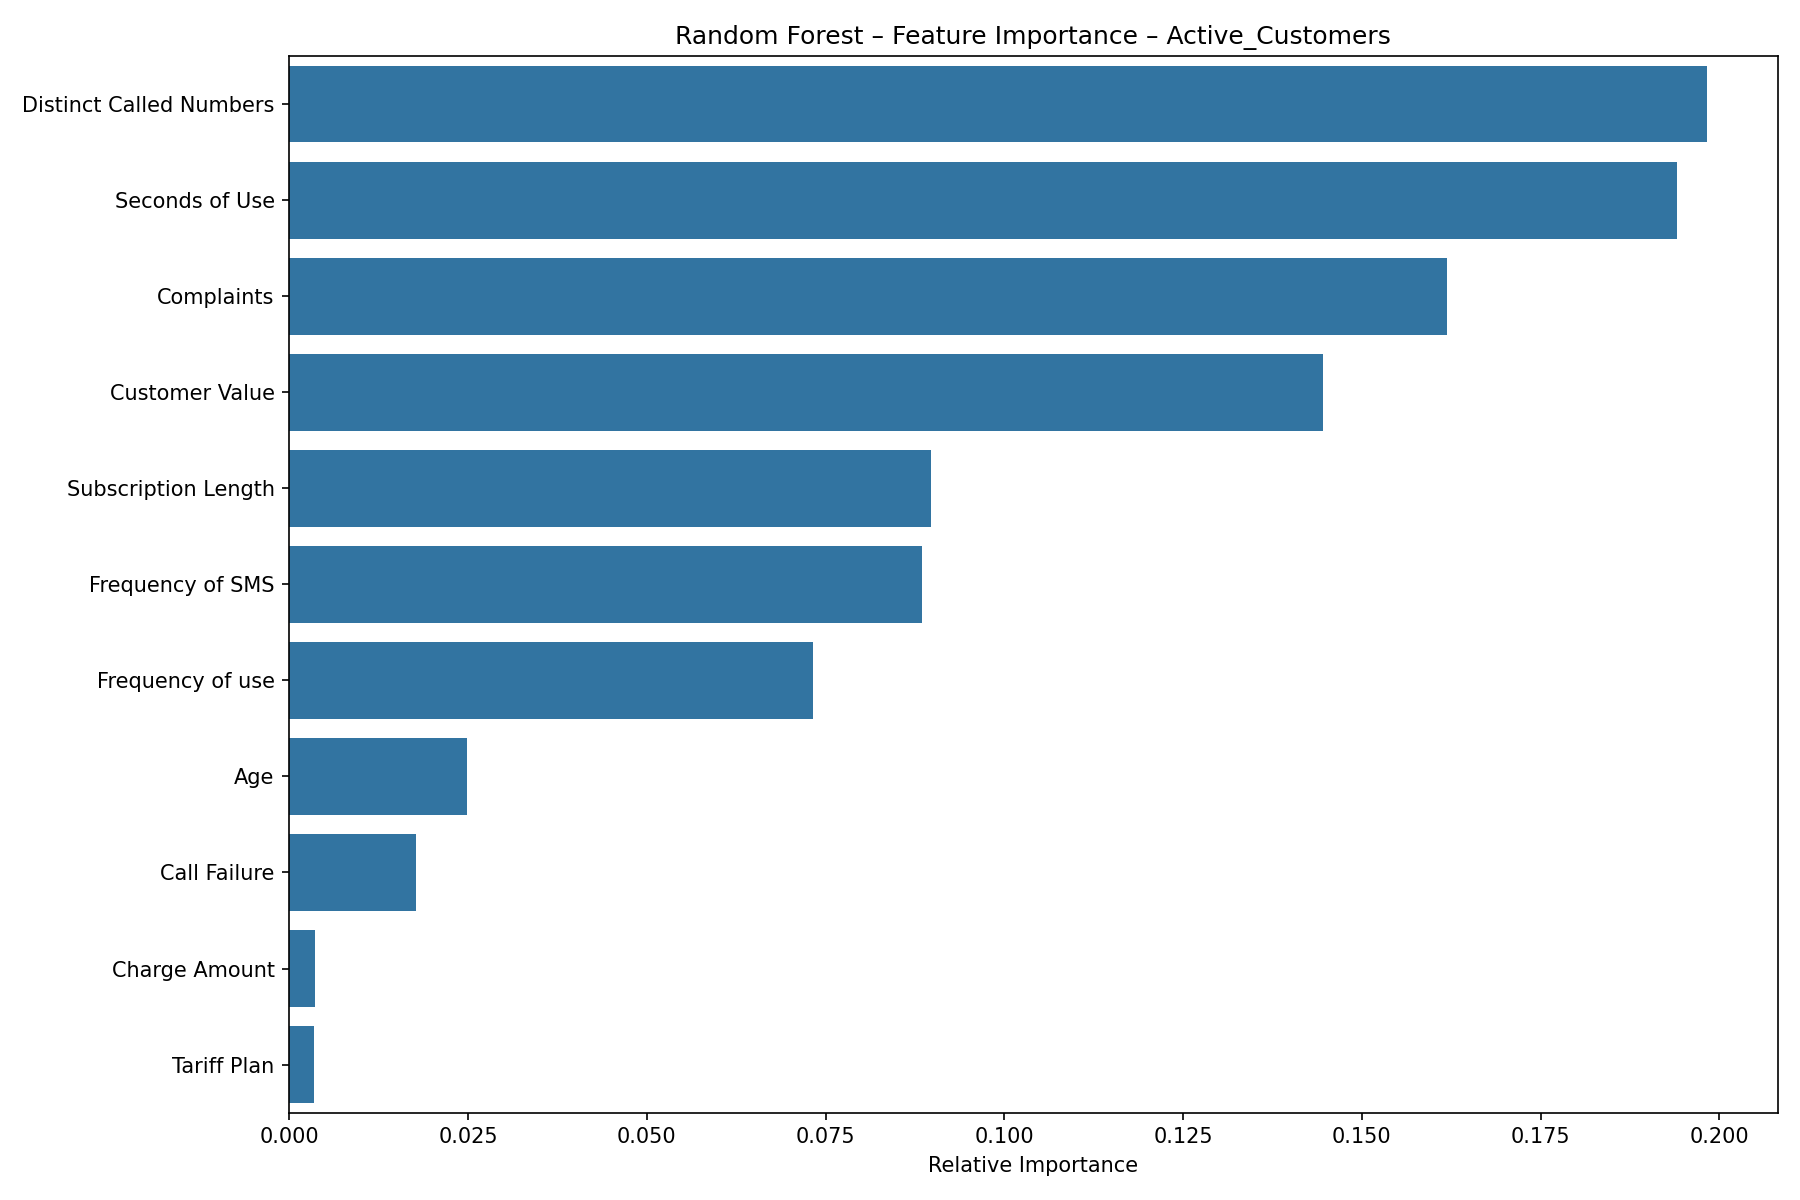 Random Forest – Feature Importance – Active_Customers
Distinct Called Numbers
Seconds of Use
Complaints
Customer Value
Subscription Length
Frequency of SMS
Frequency of use
Age
Call Failure
Charge Amount
Tariff Plan
0.000 0.025 0.050 0.075 0.100 0.125 0.150 0.175 0.200
Relative Importance